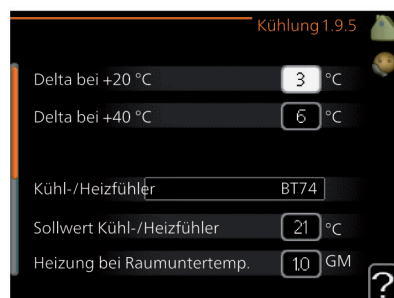 Kühlung 1.9.5
Delta bei +20 °C 3 °C
Delta bei +40 °C 6 °C
Kühl-/Heizfühler BT74
Sollwert Kühl-/Heizfühler 21 °C
Heizung bei Raumuntertemp. 1.0 GM
?